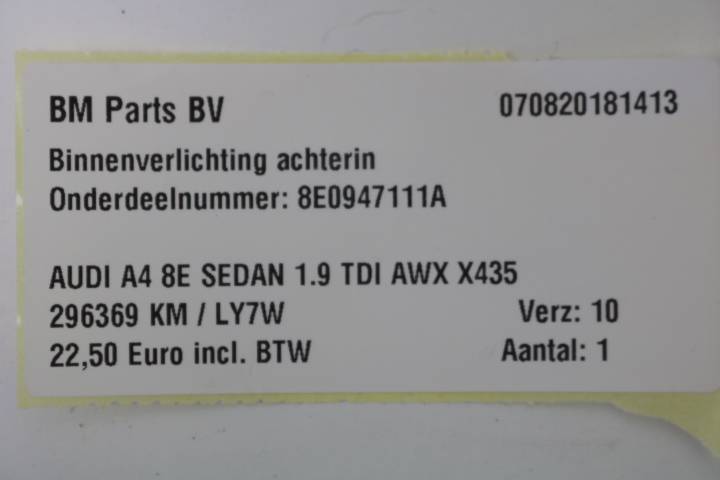 BM Parts BV 070820181413
Binnenverlichting achterin
Onderdeelnummer: 8E0947111A
AUDI A4 8E SEDAN 1.9 TDI AWX X435
296369 KM / LY7W Verz: 10
22,50 Euro incl. BTW Aantal: 1